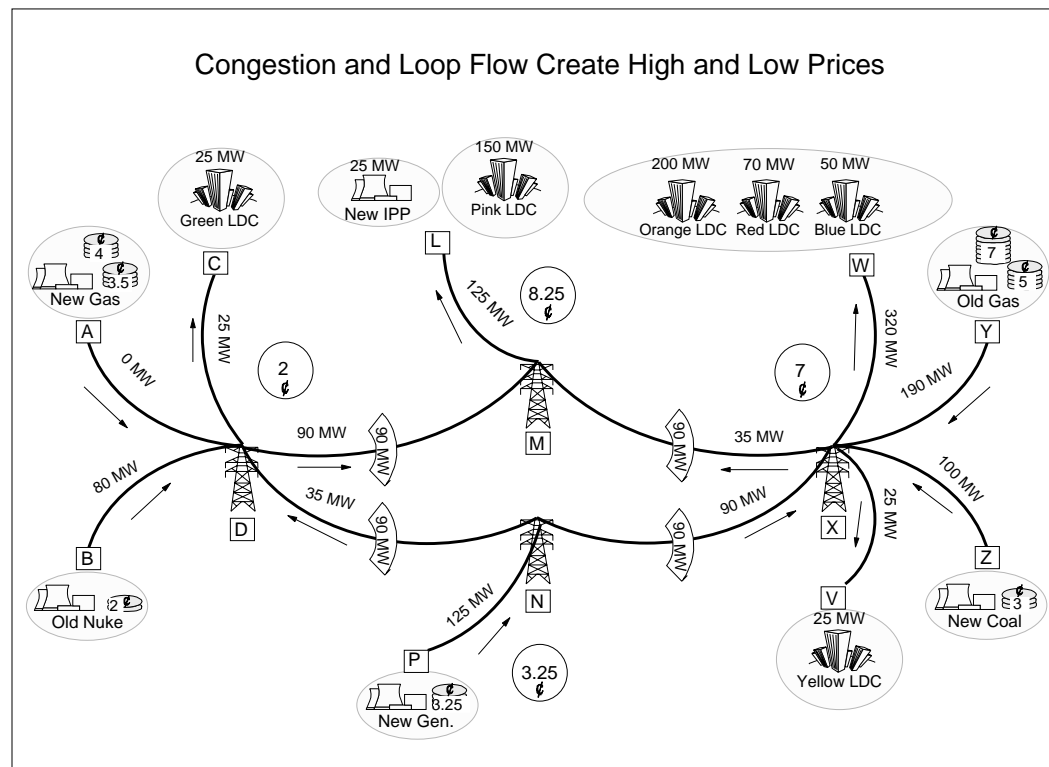 Congestion and Loop Flow Create High and Low Prices
25 MW
Green LDC
25 MW
New IPP
150 MW
Pink LDC
200 MW 70 MW 50 MW
Orange LDC Red LDC Blue LDC
¢
4
¢
3.5
New Gas
¢
7
¢
5
Old Gas
A
C
L
W
Y
0 MW
25 MW
125 MW
8.25
¢
320 MW
190 MW
2
¢
7
¢
80 MW
90 MW
90 MW
M
90 MW
35 MW
100 MW
D
35 MW
90 MW
90 MW
90 MW
X
25 MW
B
N
V
Z
¢
2
Old Nuke
125 MW
P
3.25
¢
¢
3.25
New Gen.
25 MW
Yellow LDC
¢
3
New Coal